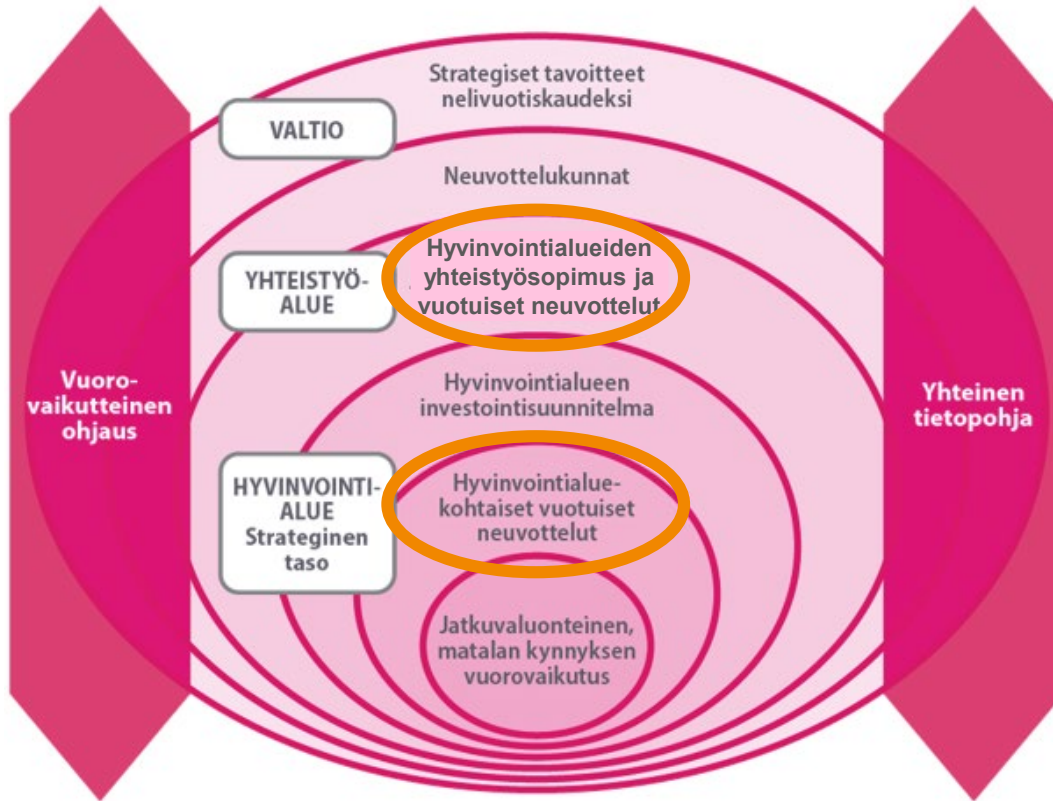 Strategiset tavoitteet
nelivuotiskaudeksi
VALTIO
Neuvottelukunnat
Hyvinvointialueiden
yhteistyösopimus ja
vuotuiset neuvottelut
YHTEISTYÖ-
ALUE
Vuoro-
vaikutteinen
ohjaus
Hyvinvointialueen
investointisuunnitelma
Yhteinen
tietopohja
HYVINVOINTI-
ALUE
Strateginen
taso
Hyvinvointialue-
kohtaiset vuotuiset
neuvottelut
Jatkuvaluonteinen,
matalan kynnyksen
vuorovaikutus